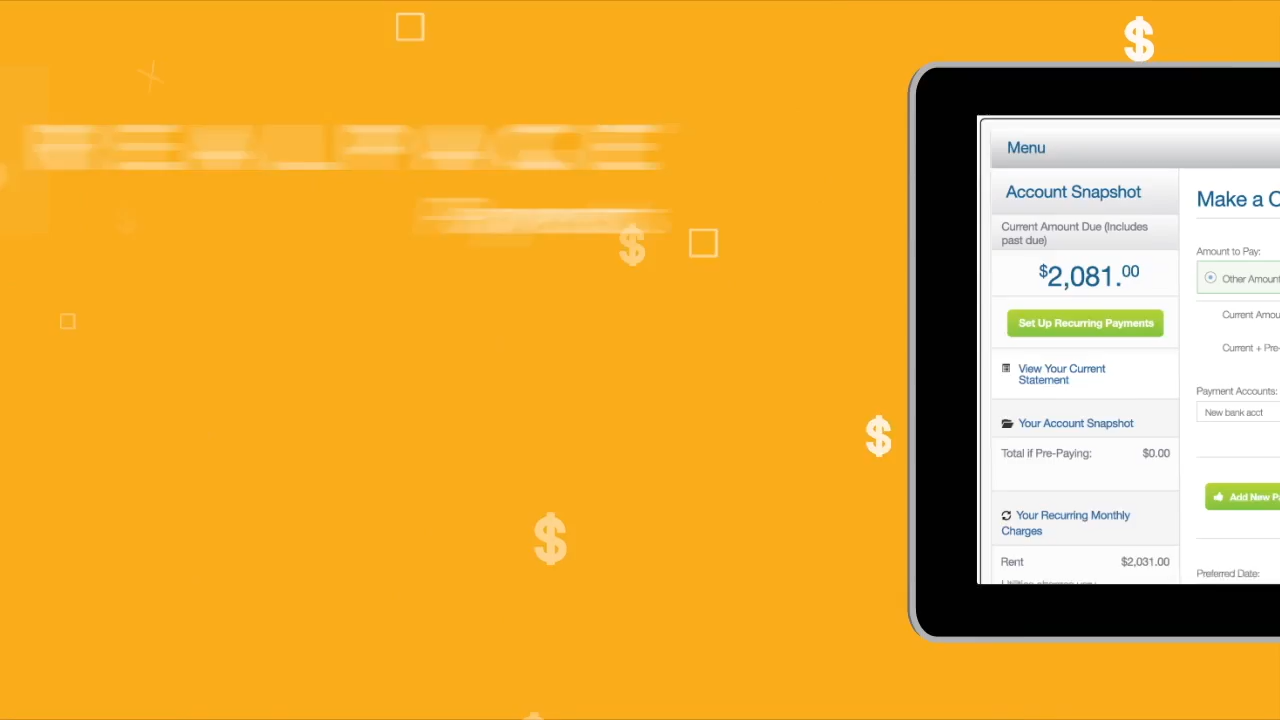 Menu
Account Snapshot
Current Amount Due (Includes
past due)
$2,081.00
Set Up Recurring Payments
View Your Current
Statement
Your Account Snapshot
Total if Pre-Paying: $0.00
Your Recurring Monthly
Charges
Rent $2,031.00
Make a
Amount to Pay:
Other Amount
Current
Current + Pre-
Payment Accounts:
New bank acct
Add New
Preferred Date:
$
$
$
$